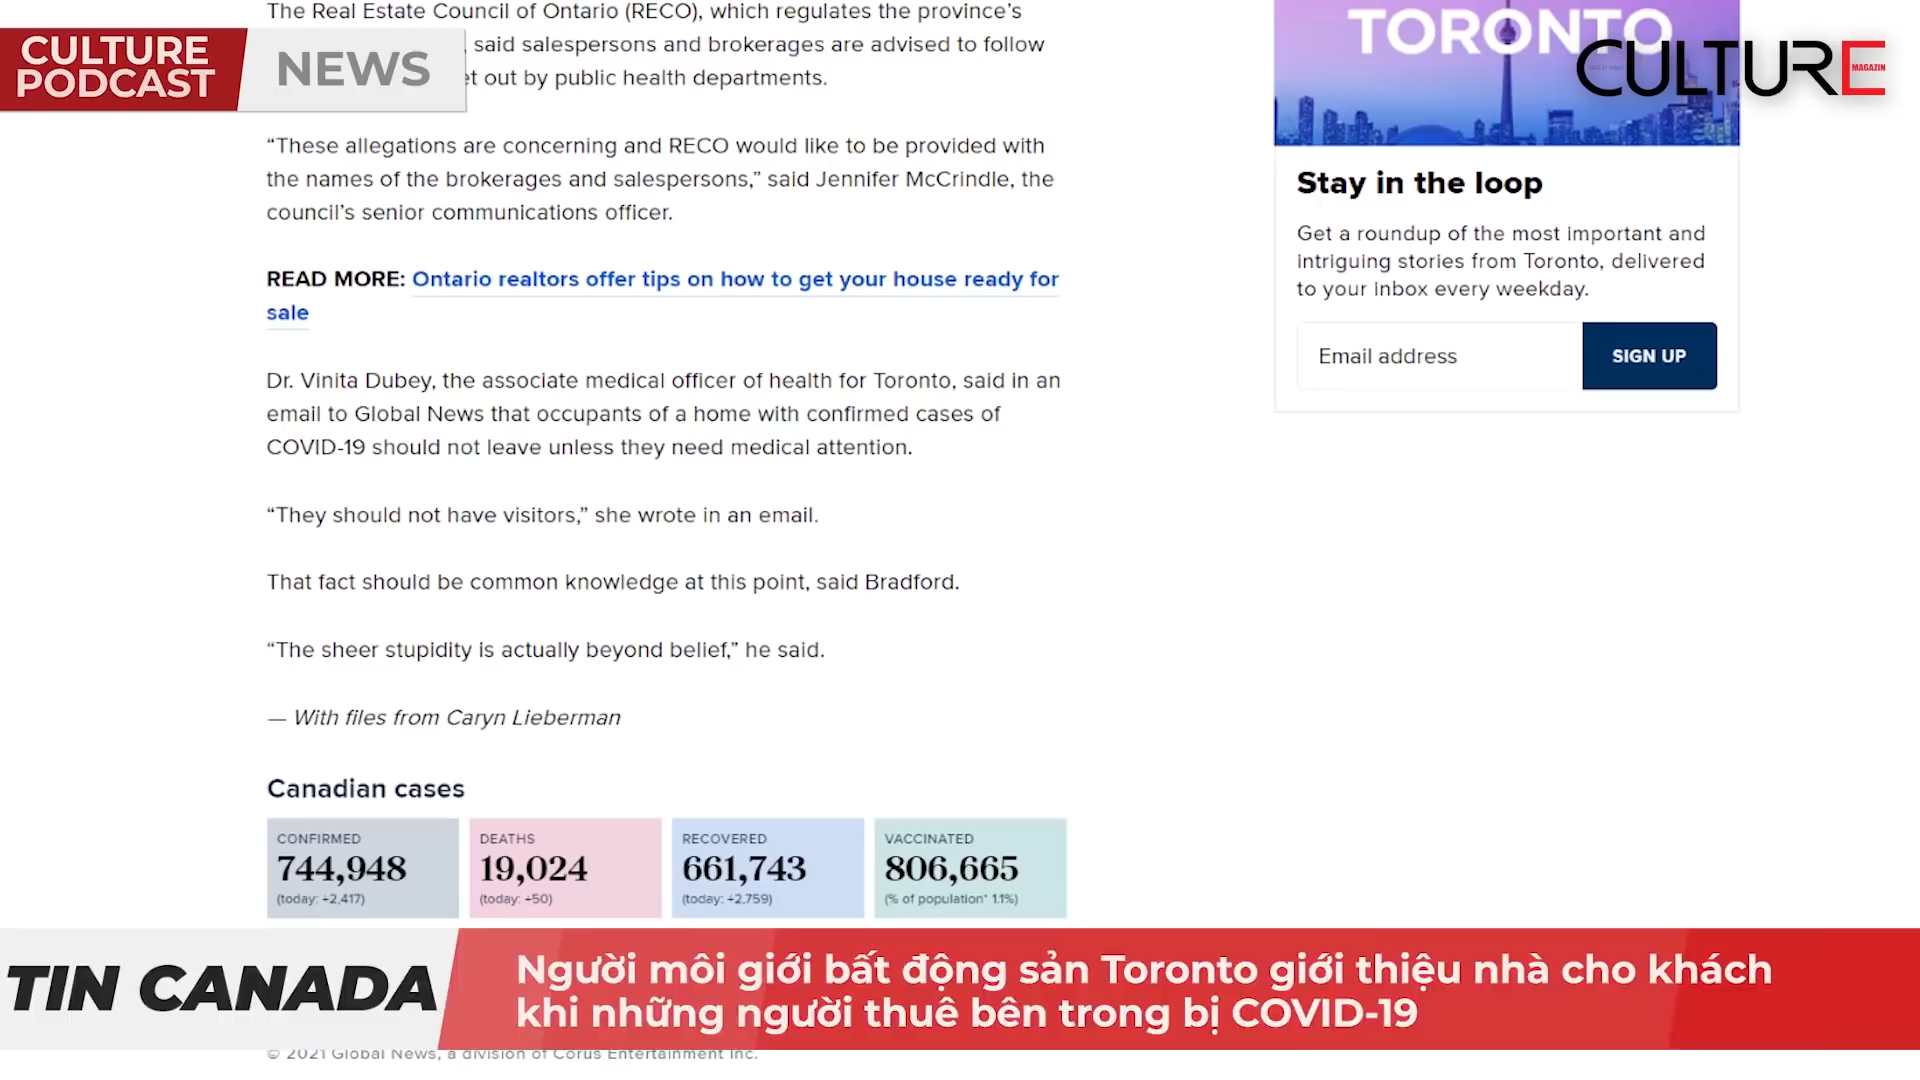 The Real Estate Council of Ontario (RECO), which regulates the province's
CULTURE
PODCAST
NEWS
, said salespersons and brokerages are advised to follow
et out by public health departments.
“These allegations are concerning and RECO would like to be provided with
the names of the brokerages and salespersons,” said Jennifer McCrindle, the
council's senior communications officer.
READ MORE: Ontario realtors offer tips on how to get your house ready for
sale
Dr. Vinita Dubey, the associate medical officer of health for Toronto, said in an
email to Global News that occupants of a home with confirmed cases of
COVID-19 should not leave unless they need medical attention.
“They should not have visitors,” she wrote in an email.
That fact should be common knowledge at this point, said Bradford.
“The sheer stupidity is actually beyond belief,” he said.
— With files from Caryn Lieberman
Canadian cases
CONFIRMED
744,948
(today: +2,417)
DEATHS
19,024
(today: +50)
RECOVERED
661,743
(today: +2,759)
VACCINATED
806,665
(% of population* 1.1%)
TORONTO
CULTURE
MAGAZIN
Stay in the loop
Get a roundup of the most important and
intriguing stories from Toronto, delivered
to your inbox every weekday.
Email address
SIGN UP
TIN CANADA
Người môi giới bất động sản Toronto giới thiệu nhà cho khách
khi những người thuê bên trong bị COVID-19
© 2021 Global News, a division of Corus Entertainment Inc.